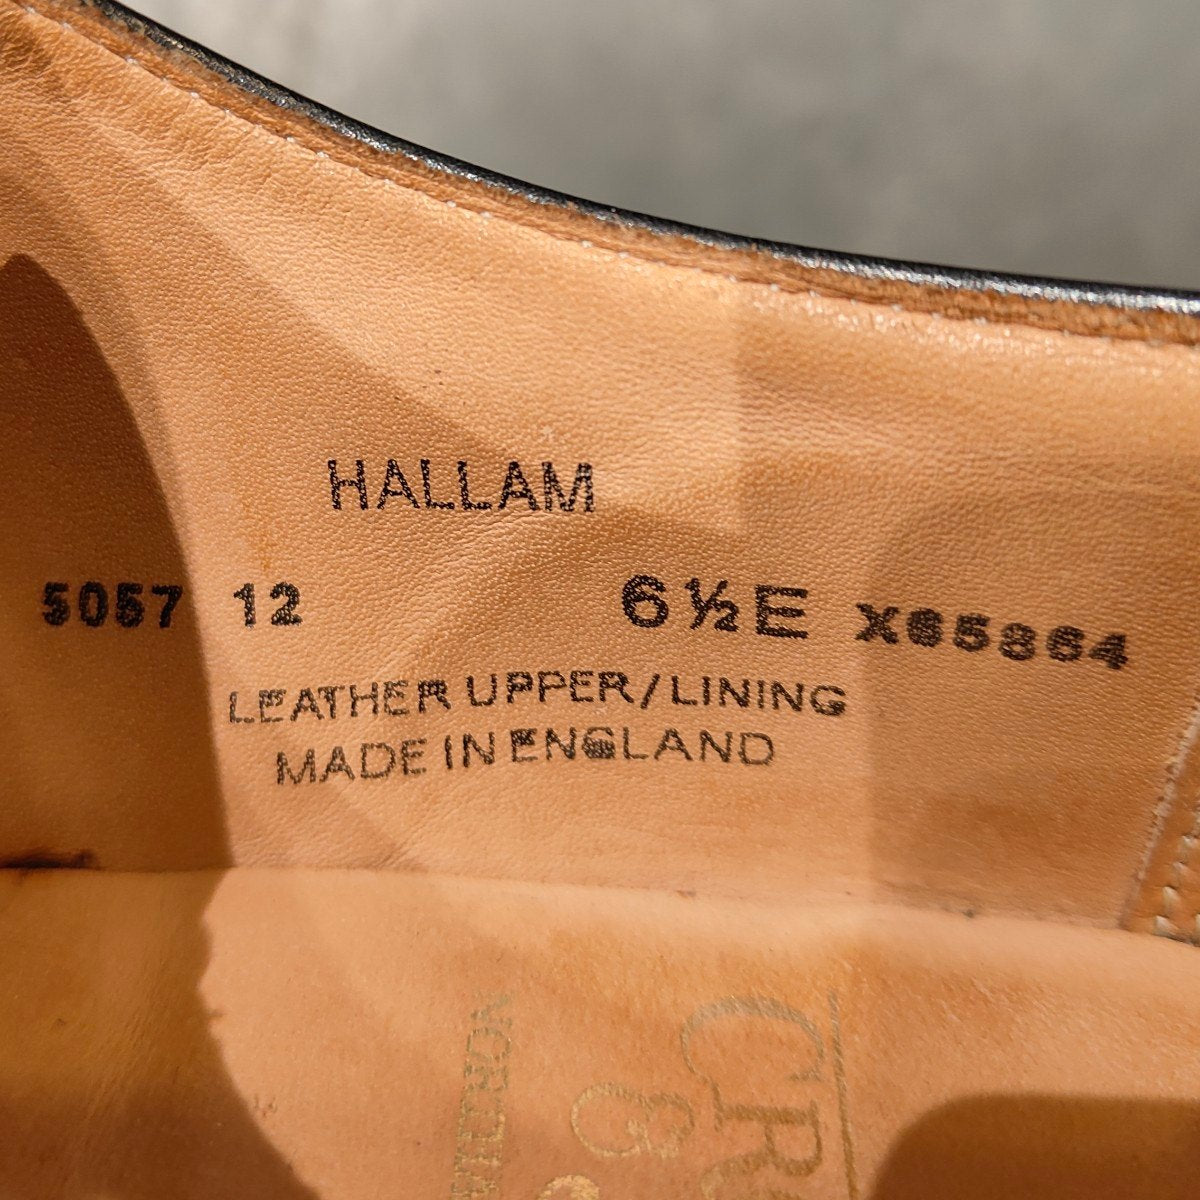 HALLAM
5057 12 6½E X65864
LEATHER UPPER/LINING
MADE IN ENGLAND